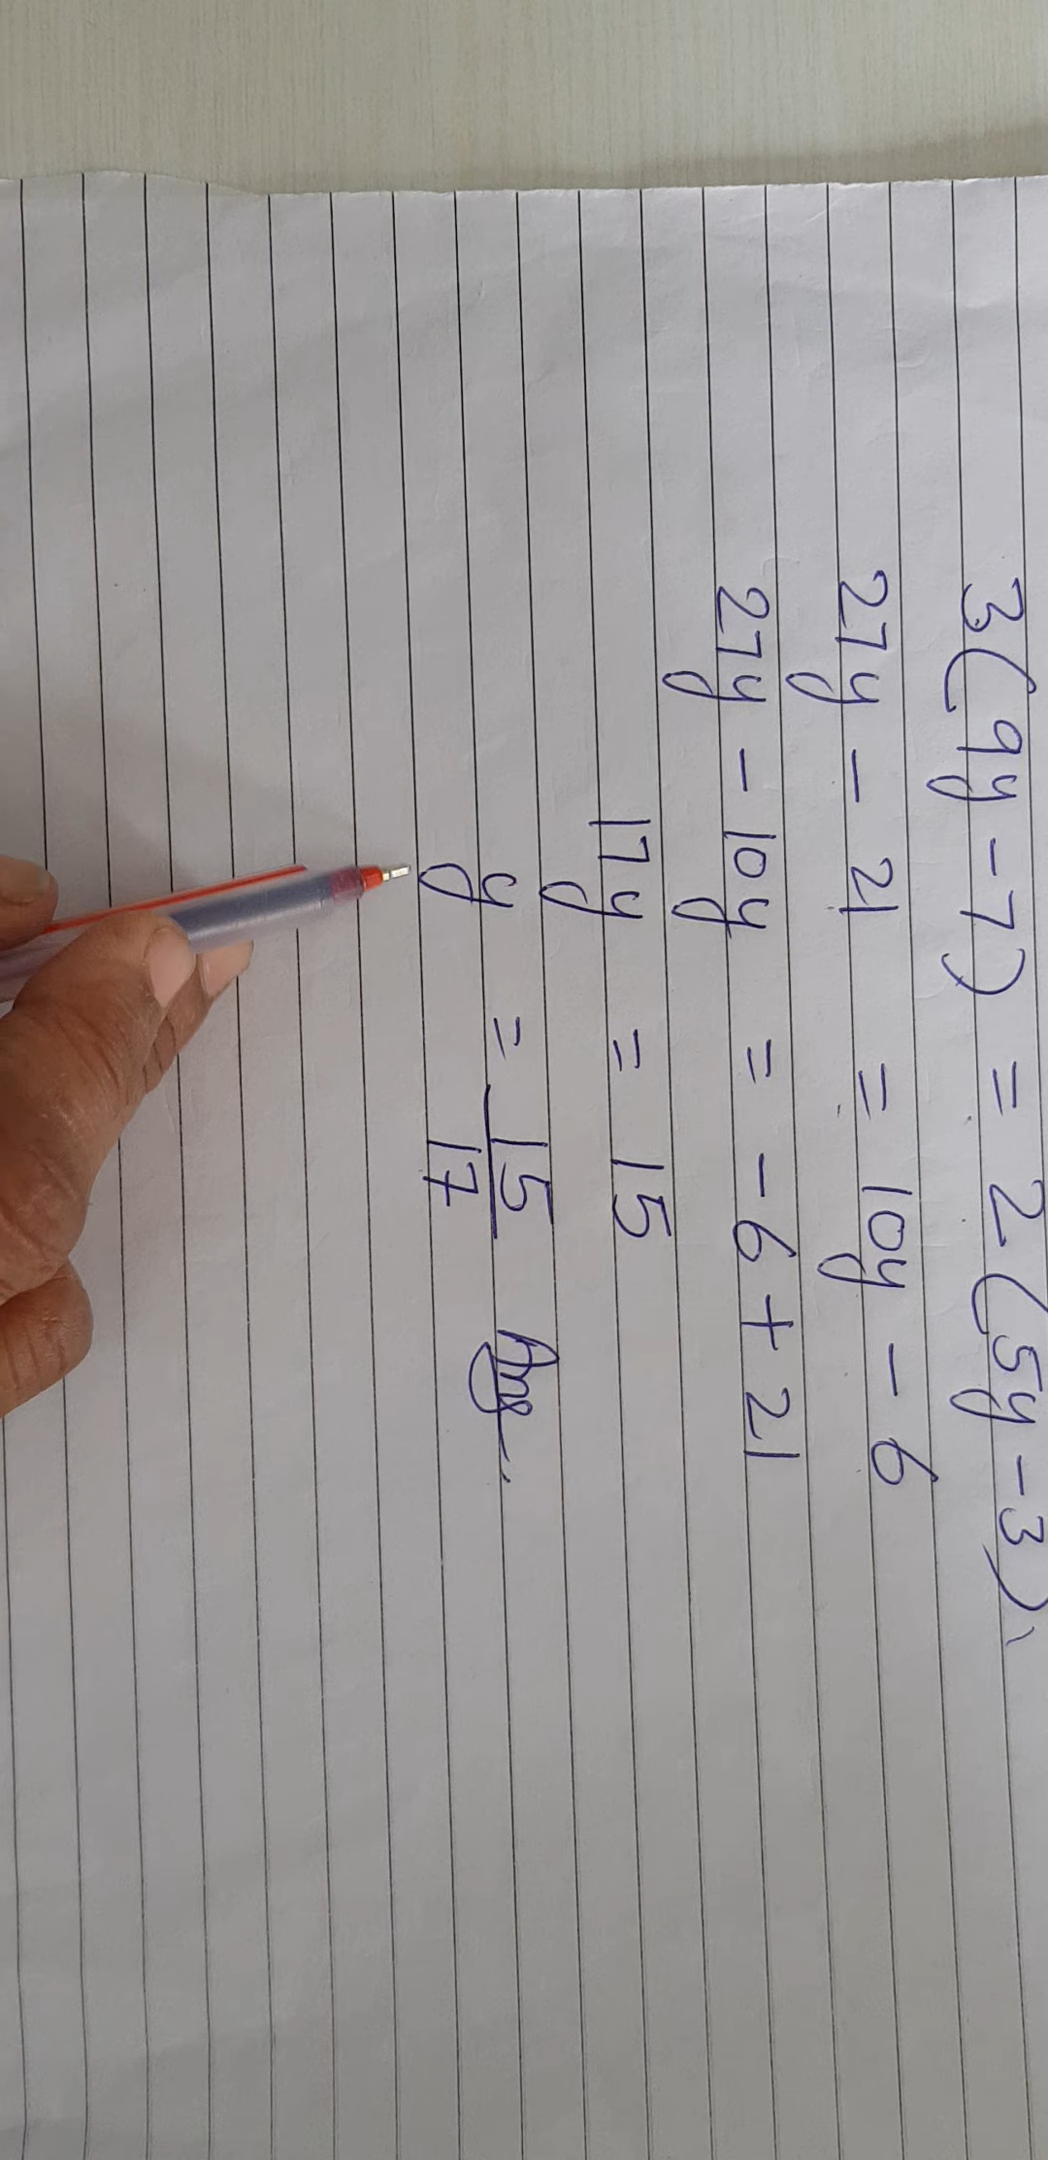 3(9y-7) = 2(5y-3)
27y - 21 = 10y - 6
27y - 10y = -6 + 21
17y = 15
y = 15/17 Ans.